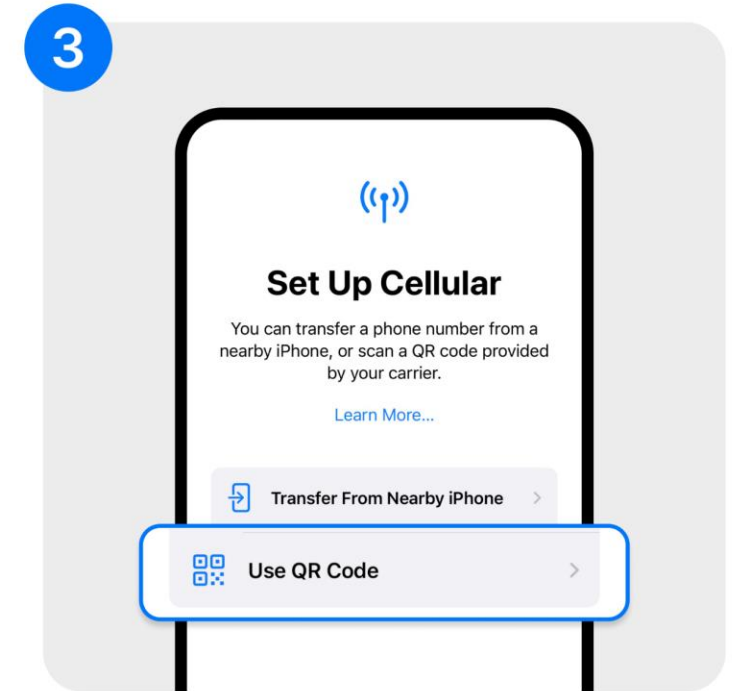 3
Set Up Cellular
You can transfer a phone number from a
nearby iPhone, or scan a QR code provided
by your carrier.
Learn More...
Transfer From Nearby iPhone
Use QR Code